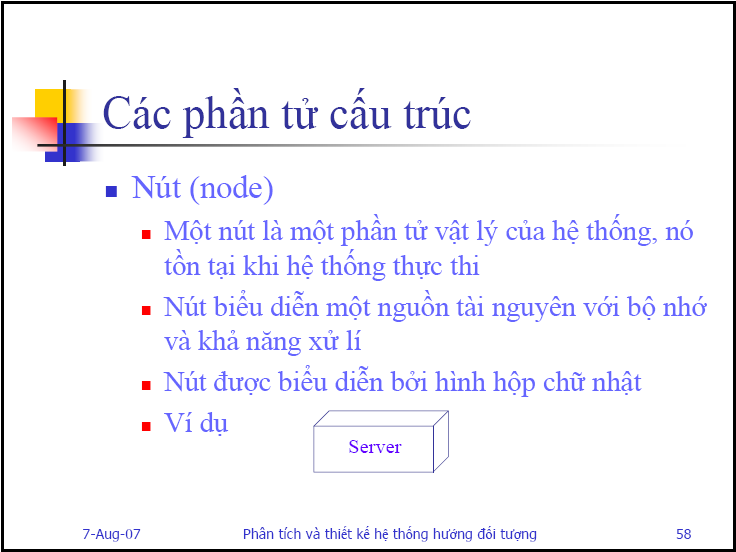 Các phần tử cấu trúc
Nút (node)
Một nút là một phần tử vật lý của hệ thống, nó
tồn tại khi hệ thống thực thi
Nút biểu diễn một nguồn tài nguyên với bộ nhớ
và khả năng xử lí
Nút được biểu diễn bởi hình hộp chữ nhật
Ví dụ
Server
7-Aug-07
Phân tích và thiết kế hệ thống hướng đối tượng
58